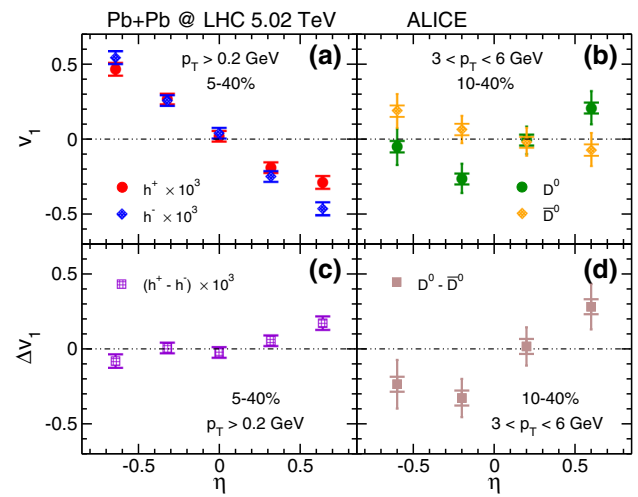 Pb+Pb @ LHC 5.02 TeV ALICE
p_T > 0.2 GeV (a)
5-40%
3 < p_T < 6 GeV (b)
10-40%
0.5
0
-0.5
v_1
h^+ × 10^3
h^- × 10^3
D^0
D̅^0
(c)
(h^+ - h^-) × 10^3
(d)
D^0 - D̅^0
0.5
0
-0.5
Δv_1
5-40%
p_T > 0.2 GeV
10-40%
3 < p_T < 6 GeV
-0.5 0 0.5 -0.5 0 0.5
η η